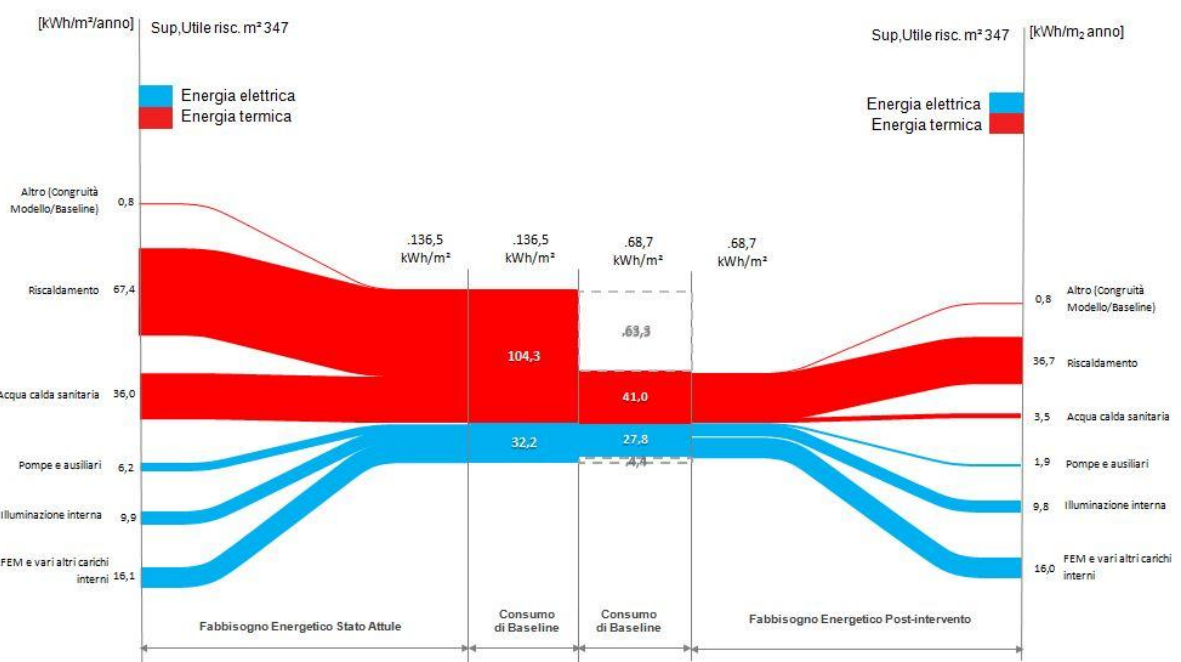 [kWh/m²/anno]
Sup,Utile risc. m² 347
Sup,Utile risc. m² 347
[kWh/m₂ anno]
Energia elettrica
Energia termica
Energia elettrica
Energia termica
Altro (Congruità
Modello/Baseline)
0,8
Riscaldamento
67,4
Acqua calda sanitaria
36,0
Pompe e ausiliari
6,2
Illuminazione interna
9,9
FEM e vari altri carichi
interni
16,1
.136,5
kWh/m²
.136,5
kWh/m²
.68,7
kWh/m²
.68,7
kWh/m²
104,3
32,2
41,0
27,8
0,8
Altro (Congruità
Modello/Baseline)
36,7
Riscaldamento
3,5
Acqua calda sanitaria
1,9
Pompe e ausiliari
9,8
Illuminazione interna
16,0
FEM e vari altri carichi
interni
Fabbisogno Energetico Stato Attule
Consumo
di Baseline
Consumo
di Baseline
Fabbisogno Energetico Post-intervento